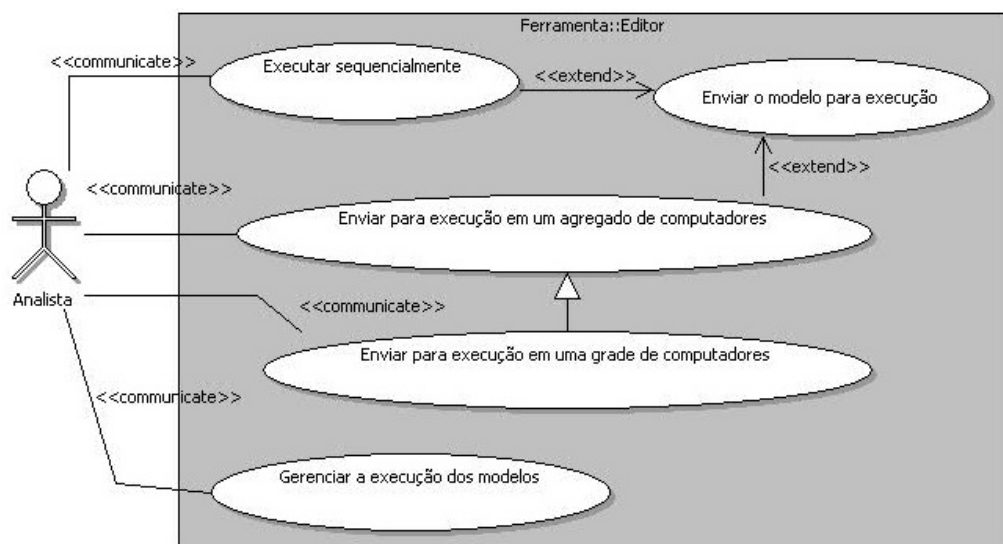 Ferramenta::Editor
<<communicate>>
Executar sequencialmente
<<extend>>
Enviar o modelo para execução
<<extend>>
<<communicate>>
Enviar para execução em um agregado de computadores
Analista
<<communicate>>
Enviar para execução em uma grade de computadores
<<communicate>>
Gerenciar a execução dos modelos